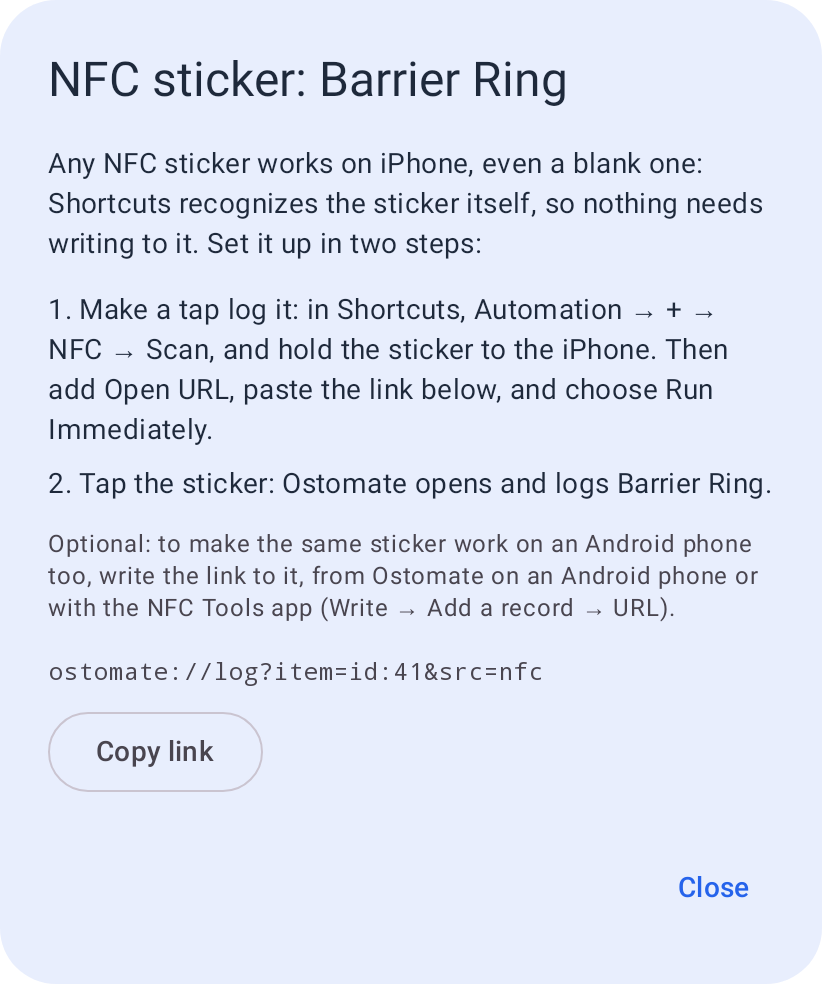 NFC sticker: Barrier Ring
Any NFC sticker works on iPhone, even a blank one:
Shortcuts recognizes the sticker itself, so nothing needs
writing to it. Set it up in two steps:
1. Make a tap log it: in Shortcuts, Automation → + →
NFC → Scan, and hold the sticker to the iPhone. Then
add Open URL, paste the link below, and choose Run
Immediately.
2. Tap the sticker: Ostomate opens and logs Barrier Ring.
Optional: to make the same sticker work on an Android phone
too, write the link to it, from Ostomate on an Android phone or
with the NFC Tools app (Write → Add a record → URL).
ostomate://log?item=id:41&src=nfc
Copy link
Close